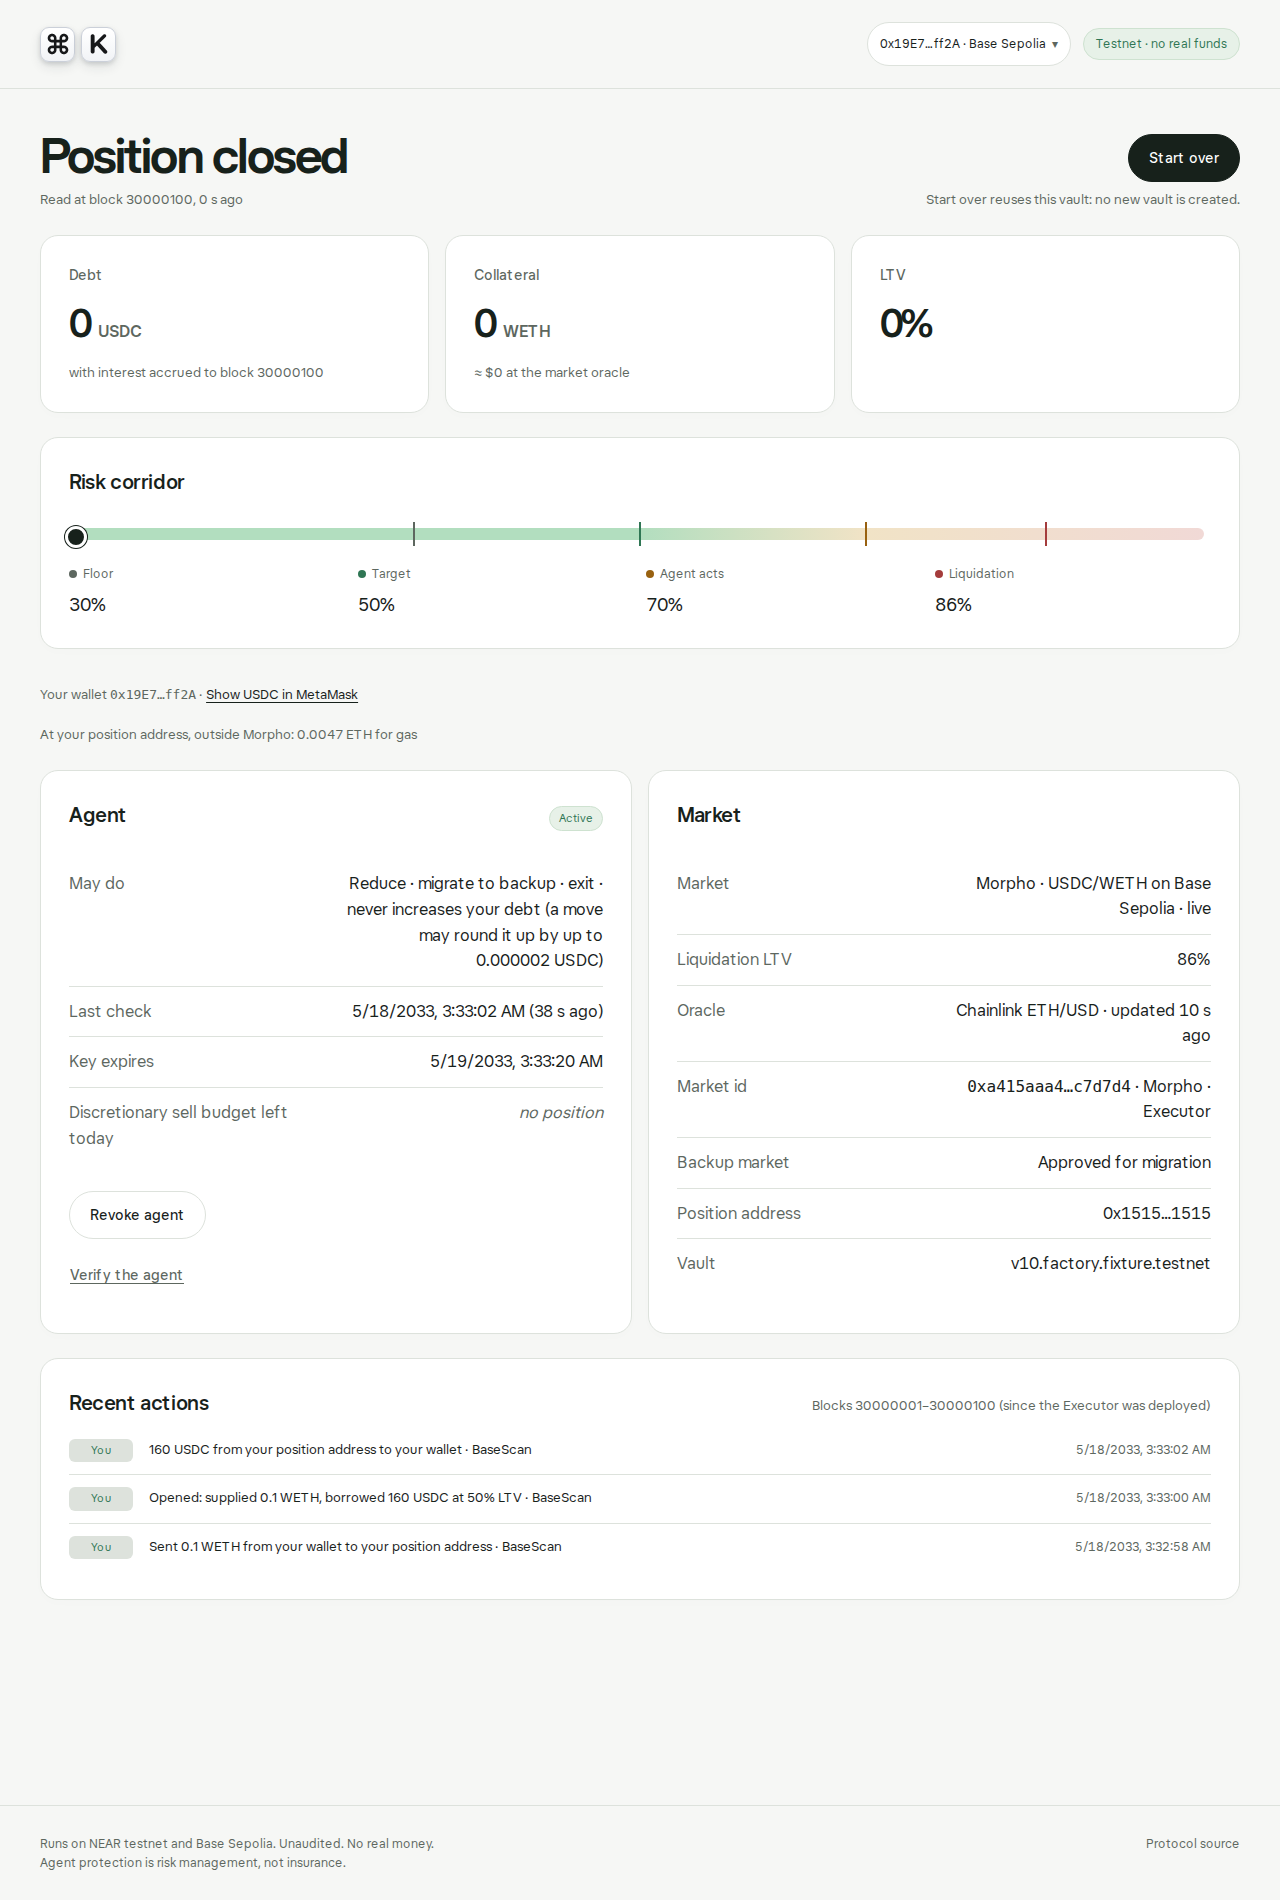 ⌘ K
0x19E7…ff2A · Base Sepolia ▾
Testnet · no real funds
Position closed
Start over
Read at block 30000100, 0 s ago
Start over reuses this vault: no new vault is created.
Debt
0 USDC
with interest accrued to block 30000100
Collateral
0 WETH
≈ $0 at the market oracle
LTV
0%
Risk corridor
Floor
30%
Target
50%
Agent acts
70%
Liquidation
86%
Your wallet 0x19E7…ff2A · Show USDC in MetaMask
At your position address, outside Morpho: 0.0047 ETH for gas
Agent
Active
May do
Reduce · migrate to backup · exit ·
never increases your debt (a move
may round it up by up to
0.000002 USDC)
Last check
5/18/2033, 3:33:02 AM (38 s ago)
Key expires
5/19/2033, 3:33:20 AM
Discretionary sell budget left
today
no position
Revoke agent
Verify the agent
Market
Market
Morpho · USDC/WETH on Base
Sepolia · live
Liquidation LTV
86%
Oracle
Chainlink ETH/USD · updated 10 s
ago
Market id
0xa415aaa4…c7d7d4 · Morpho ·
Executor
Backup market
Approved for migration
Position address
0x1515…1515
Vault
v10.factory.fixture.testnet
Recent actions
Blocks 30000001–30000100 (since the Executor was deployed)
You
160 USDC from your position address to your wallet · BaseScan
5/18/2033, 3:33:02 AM
You
Opened: supplied 0.1 WETH, borrowed 160 USDC at 50% LTV · BaseScan
5/18/2033, 3:33:00 AM
You
Sent 0.1 WETH from your wallet to your position address · BaseScan
5/18/2033, 3:32:58 AM
Runs on NEAR testnet and Base Sepolia. Unaudited. No real money.
Agent protection is risk management, not insurance.
Protocol source